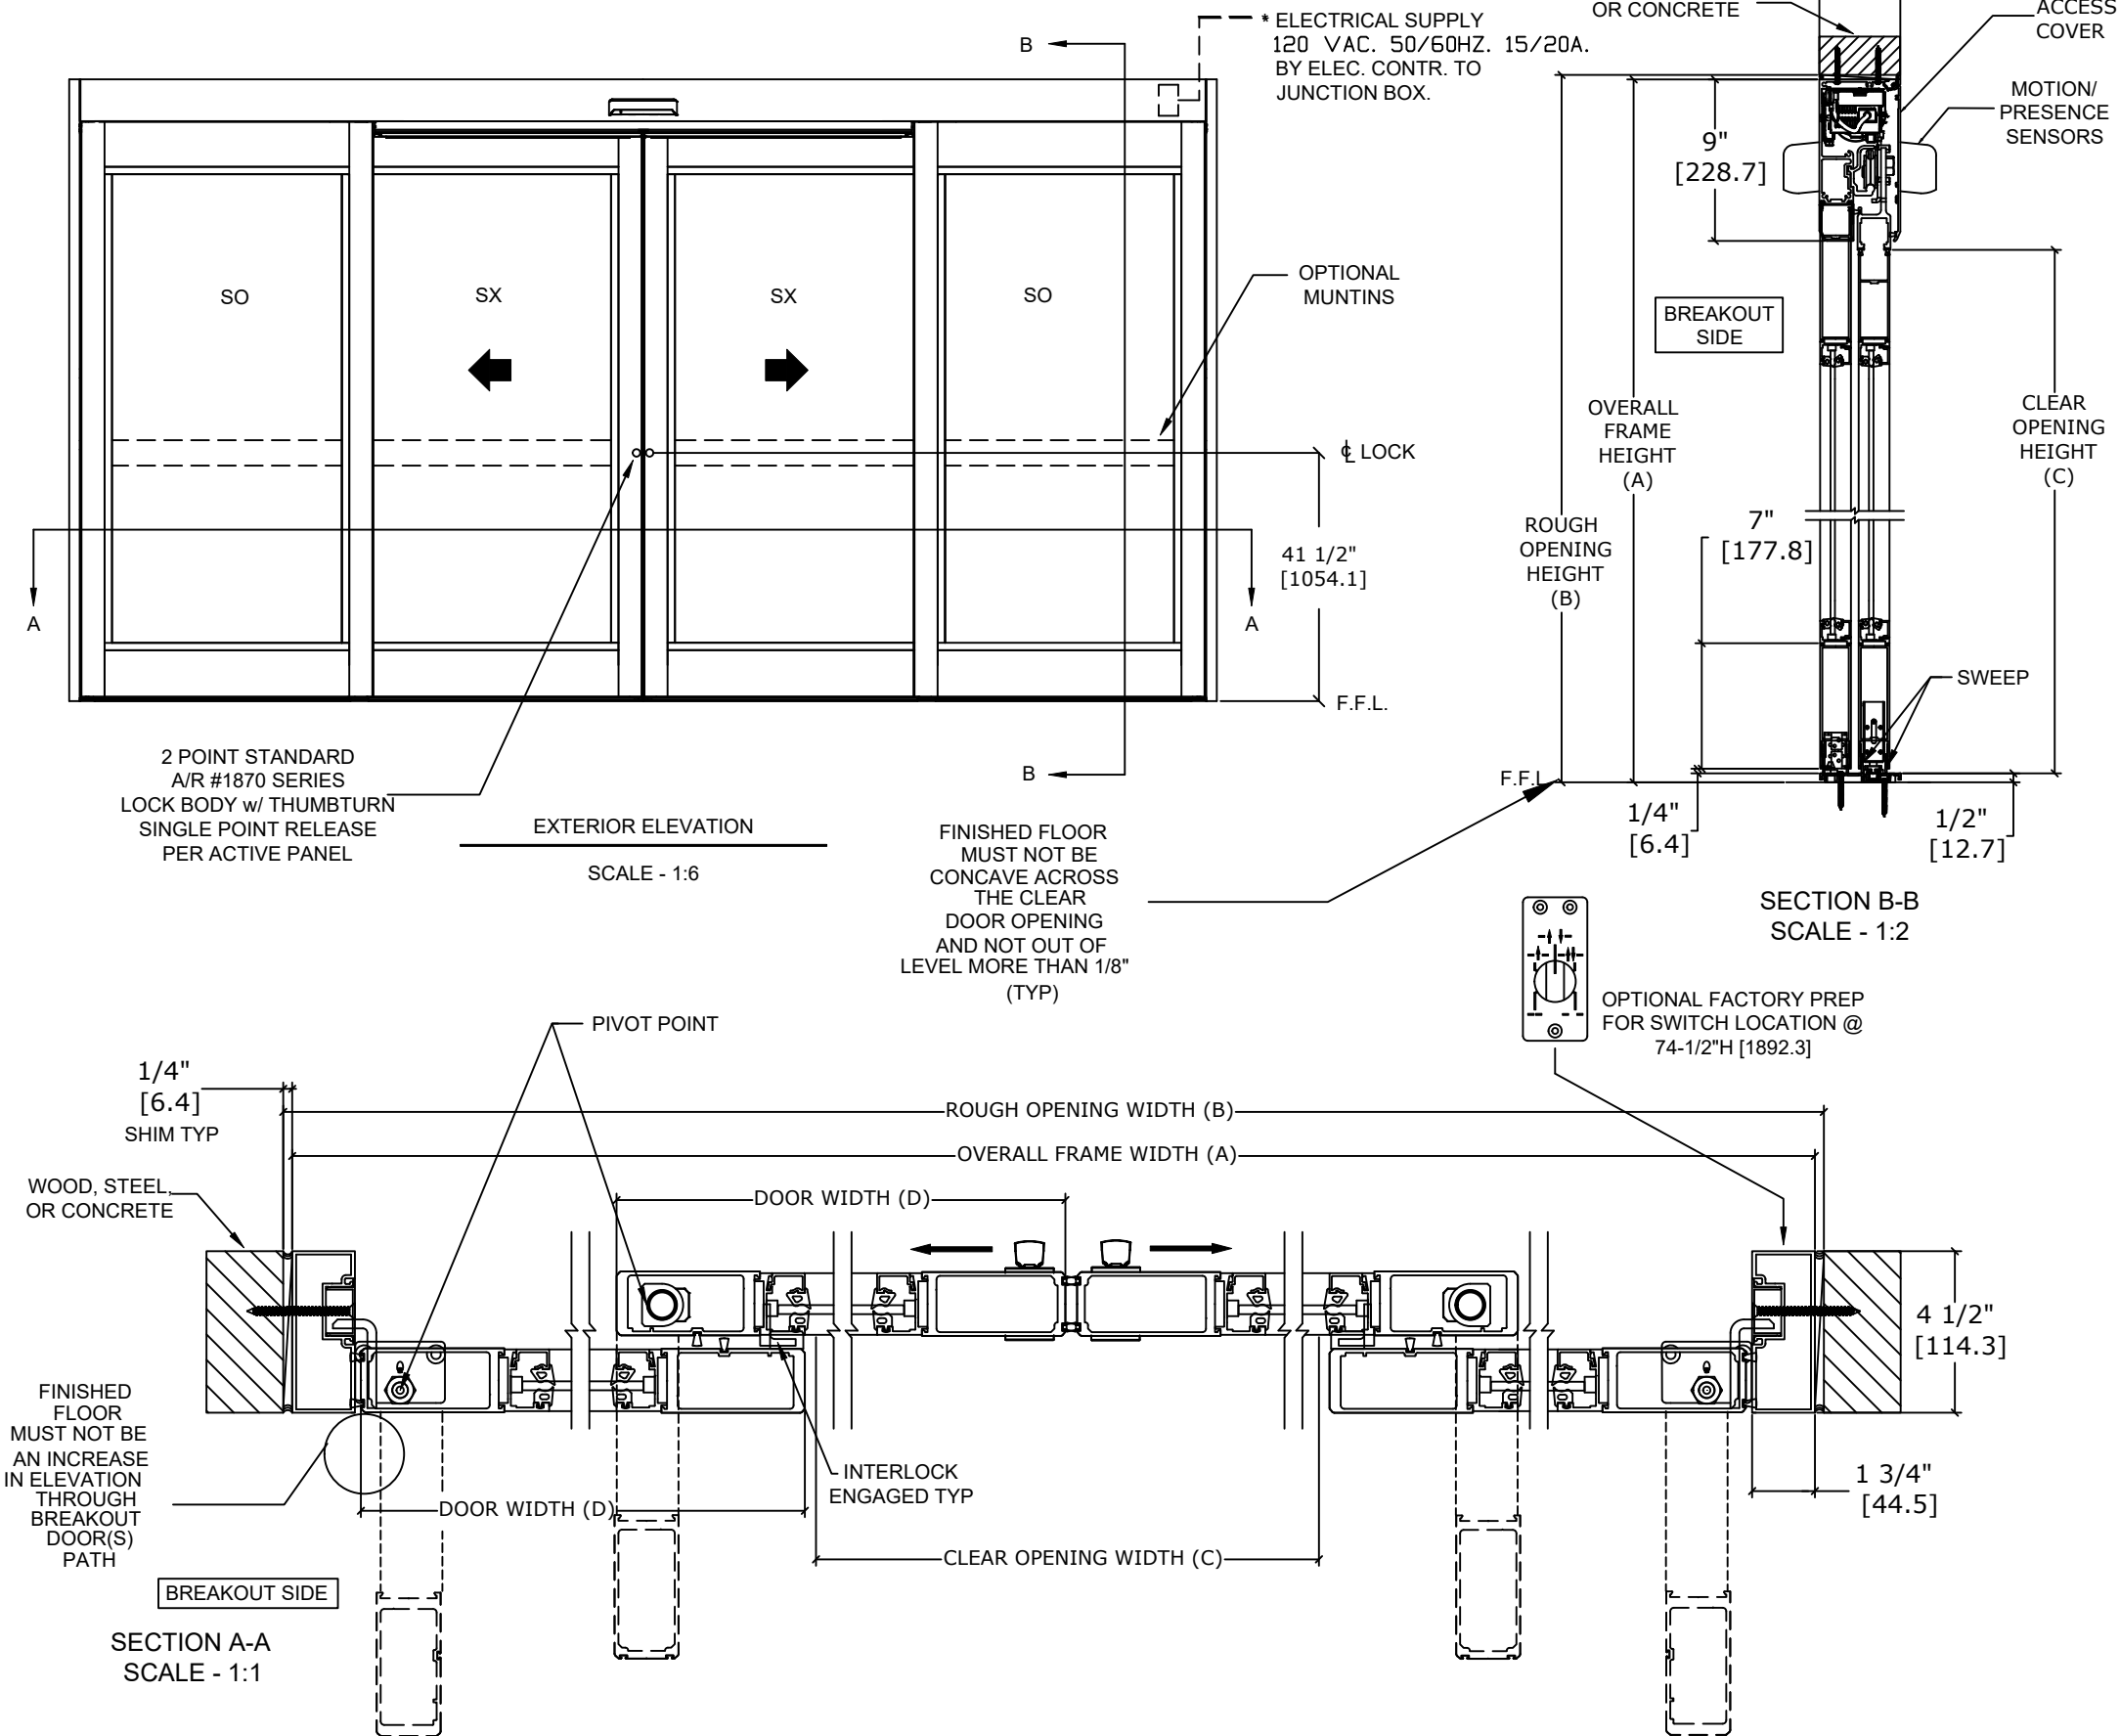 * ELECTRICAL SUPPLY
120 VAC. 50/60HZ. 15/20A.
BY ELEC. CONTR. TO
JUNCTION BOX.
OR CONCRETE
ACCESS
COVER
MOTION/
PRESENCE
SENSORS
B
9"
[228.7]
SO
SX
SX
SO
OPTIONAL
MUNTINS
BREAKOUT
SIDE
OVERALL
FRAME
HEIGHT
(A)
CLEAR
OPENING
HEIGHT
(C)
℄ LOCK
ROUGH
OPENING
HEIGHT
(B)
7"
[177.8]
41 1/2"
[1054.1]
A
A
SWEEP
F.F.L.
2 POINT STANDARD
A/R #1870 SERIES
LOCK BODY w/ THUMBTURN
SINGLE POINT RELEASE
PER ACTIVE PANEL
B
F.F.L
1/4"
[6.4]
1/2"
[12.7]
EXTERIOR ELEVATION
SCALE - 1:6
FINISHED FLOOR
MUST NOT BE
CONCAVE ACROSS
THE CLEAR
DOOR OPENING
AND NOT OUT OF
LEVEL MORE THAN 1/8"
(TYP)
SECTION B-B
SCALE - 1:2
OPTIONAL FACTORY PREP
FOR SWITCH LOCATION @
74-1/2"H [1892.3]
PIVOT POINT
1/4"
[6.4]
SHIM TYP
ROUGH OPENING WIDTH (B)
OVERALL FRAME WIDTH (A)
WOOD, STEEL,
OR CONCRETE
DOOR WIDTH (D)
4 1/2"
[114.3]
FINISHED
FLOOR
MUST NOT BE
AN INCREASE
IN ELEVATION
THROUGH
BREAKOUT
DOOR(S)
PATH
INTERLOCK
ENGAGED TYP
1 3/4"
[44.5]
DOOR WIDTH (D)
CLEAR OPENING WIDTH (C)
BREAKOUT SIDE
SECTION A-A
SCALE - 1:1